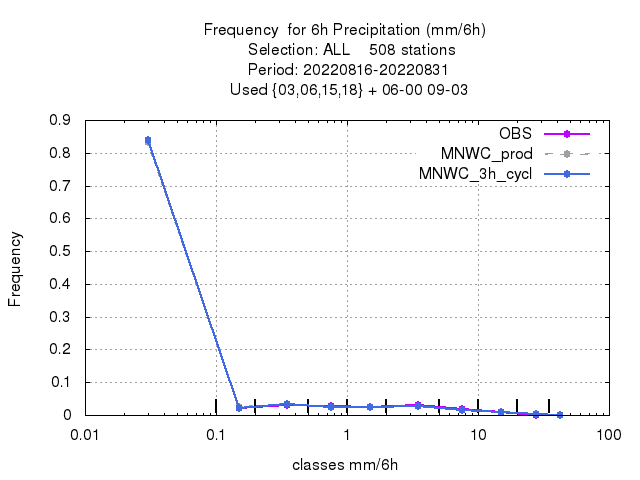 Frequency  for 6h Precipitation (mm/6h)
Selection: ALL    508 stations
Period: 20220816-20220831
Used {03,06,15,18} + 06-00 09-03
OBS
MNWC_prod
MNWC_3h_cycl
0.9
0.8
0.7
0.6
0.5
0.4
0.3
0.2
0.1
0
Frequency
0.01 0.1 1 10 100
classes mm/6h